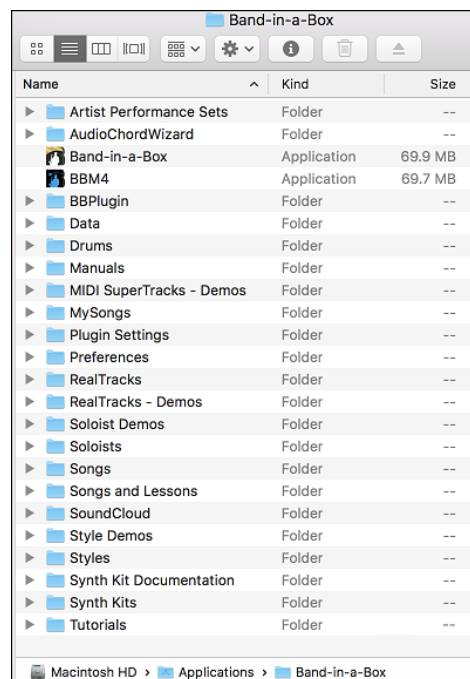 Band-in-a-Box
Name Kind Size
Artist Performance Sets Folder --
AudioChordWizard Folder --
Band-in-a-Box Application 69.9 MB
BBM4 Application 69.7 MB
BBPlugin Folder --
Data Folder --
Drums Folder --
Manuals Folder --
MIDI SuperTracks - Demos Folder --
MySongs Folder --
Plugin Settings Folder --
Preferences Folder --
RealTracks Folder --
RealTracks - Demos Folder --
Soloist Demos Folder --
Soloists Folder --
Songs Folder --
Songs and Lessons Folder --
SoundCloud Folder --
Style Demos Folder --
Styles Folder --
Synth Kit Documentation Folder --
Synth Kits Folder --
Tutorials Folder --
Macintosh HD › Applications › Band-in-a-Box